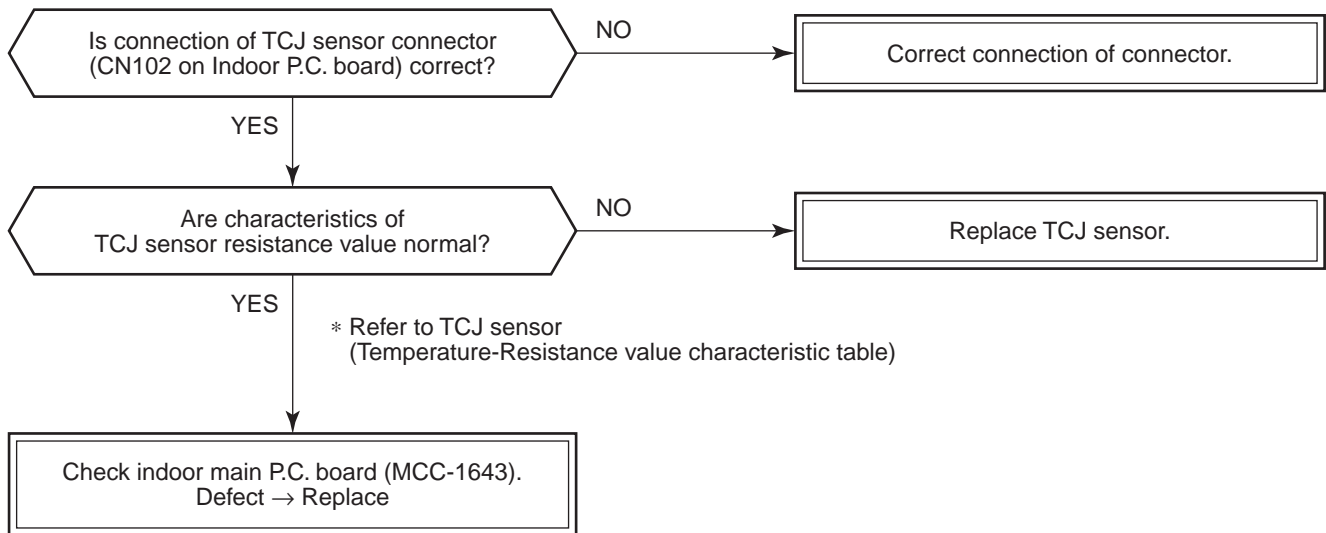 Is connection of TCJ sensor connector
(CN102 on Indoor P.C. board) correct?
NO
Correct connection of connector.
YES
Are characteristics of
TCJ sensor resistance value normal?
NO
Replace TCJ sensor.
YES
* Refer to TCJ sensor
(Temperature-Resistance value characteristic table)
Check indoor main P.C. board (MCC-1643).
Defect → Replace